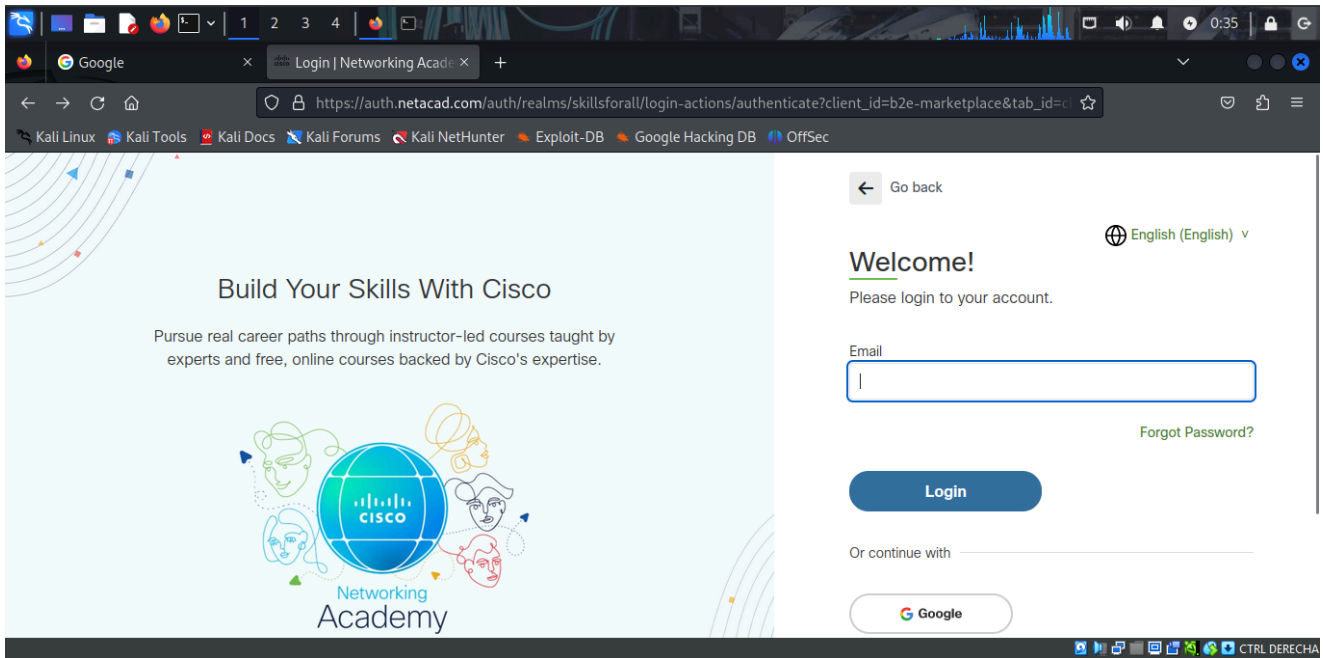 1 2 3 4 0:35
Google Login | Networking Acade
https://auth.netacad.com/auth/realms/skillsforall/login-actions/authenticate?client_id=b2e-marketplace&tab_id=cl
Kali Linux Kali Tools Kali Docs Kali Forums Kali NetHunter Exploit-DB Google Hacking DB OffSec
Go back
English (English)
Welcome!
Please login to your account.
Build Your Skills With Cisco
Pursue real career paths through instructor-led courses taught by
experts and free, online courses backed by Cisco's expertise.
Email
Forgot Password?
Login
Or continue with
Google
CISCO
Networking
Academy
CTRL DERECHA